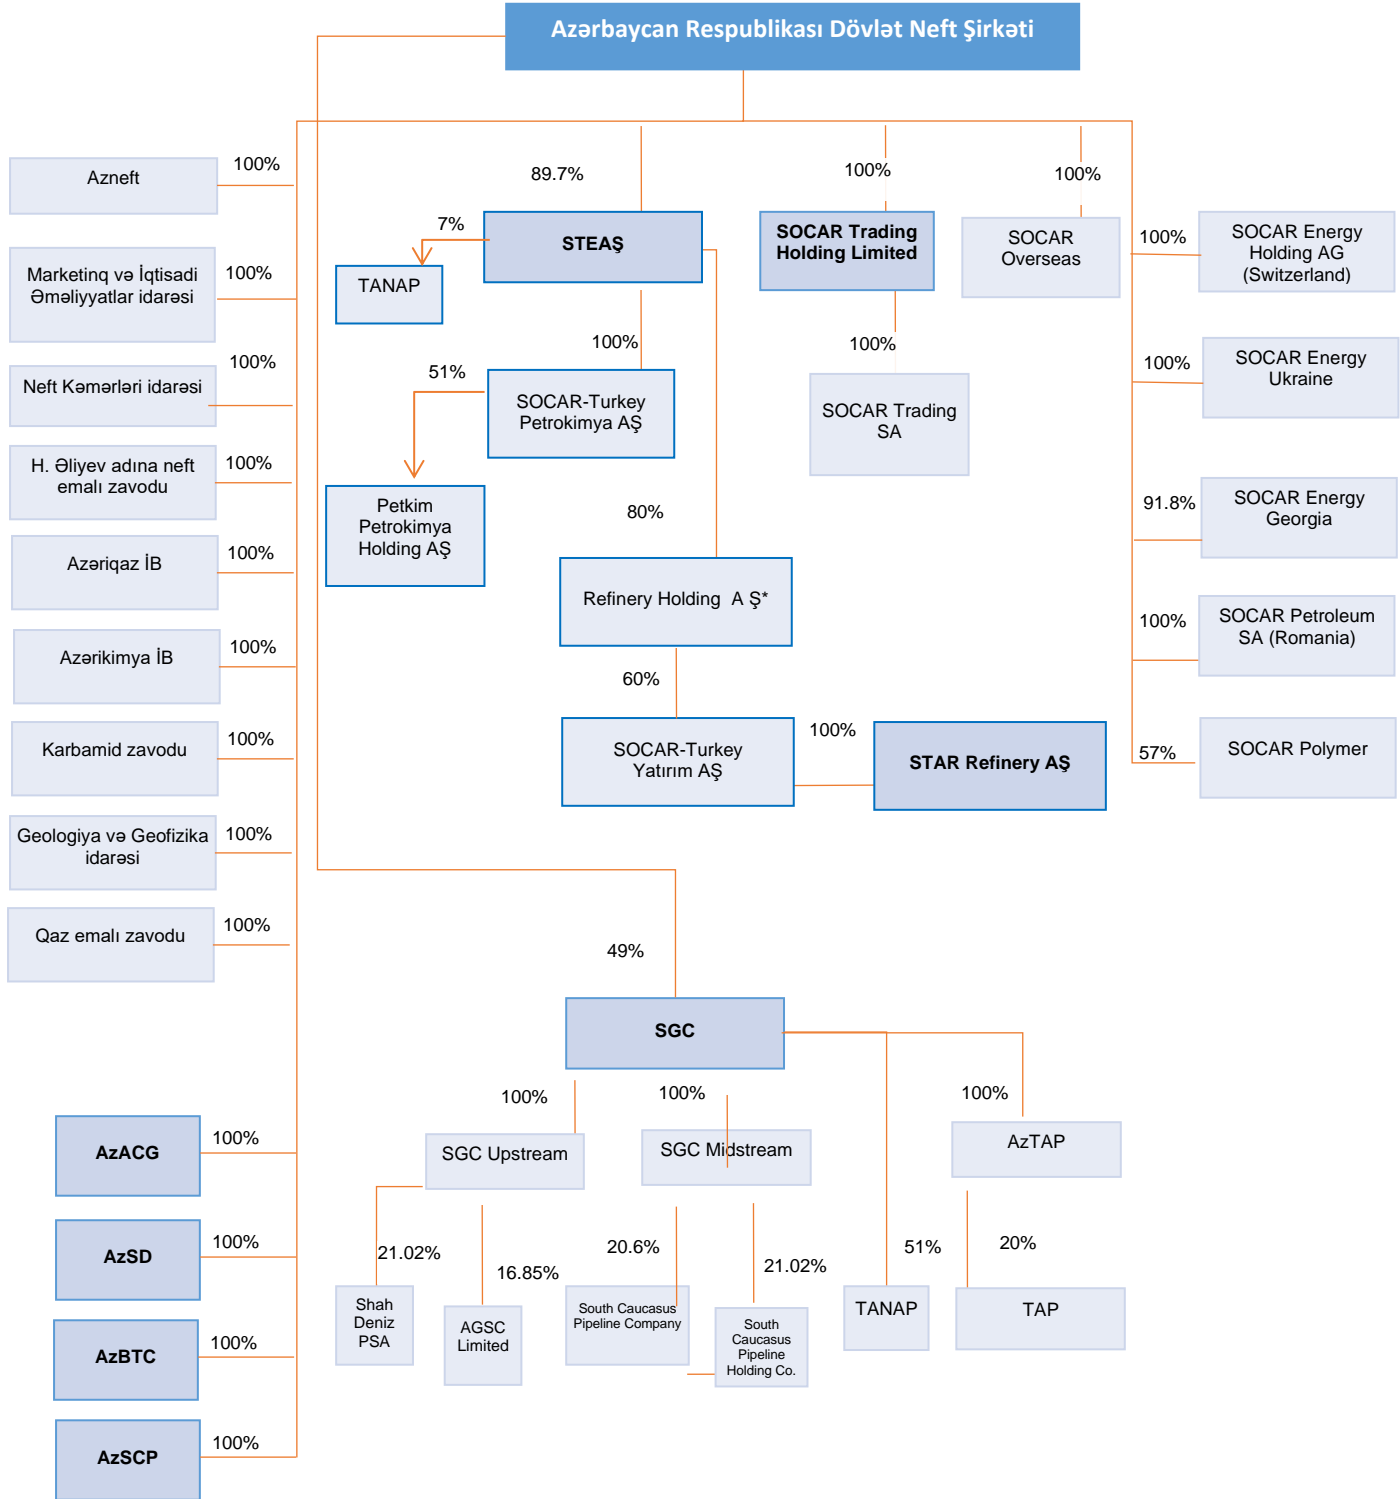 Azərbaycan Respublikası Dövlət Neft Şirkəti
Azneft
100%
Marketinq və İqtisadi
Əməliyyatlar idarəsi
100%
Neft Kəmərləri idarəsi
100%
H. Əliyev adına neft
emalı zavodu
100%
Azəriqaz İB
100%
Azərikimya İB
100%
Karbamid zavodu
100%
Geologiya və Geofizika
idarəsi
100%
Qaz emalı zavodu
100%
AzACG
100%
AzSD
100%
AzBTC
100%
AzSCP
100%
89.7%
STEAŞ
7%
TANAP
100%
SOCAR-Turkey
Petrokimya AŞ
51%
Petkim
Petrokimya
Holding AŞ
80%
Refinery Holding A Ş*
60%
SOCAR-Turkey
Yatırım AŞ
100%
STAR Refinery AŞ
100%
SOCAR Trading
Holding Limited
100%
SOCAR Trading
SA
100%
SOCAR
Overseas
100%
SOCAR Energy
Holding AG
(Switzerland)
100%
SOCAR Energy
Ukraine
91.8%
SOCAR Energy
Georgia
100%
SOCAR Petroleum
SA (Romania)
57%
SOCAR Polymer
49%
SGC
100%
SGC Upstream
21.02%
Shah
Deniz
PSA
16.85%
AGSC
Limited
100%
SGC Midstream
20.6%
South Caucasus
Pipeline Company
21.02%
South
Caucasus
Pipeline
Holding Co.
51%
TANAP
100%
AzTAP
20%
TAP